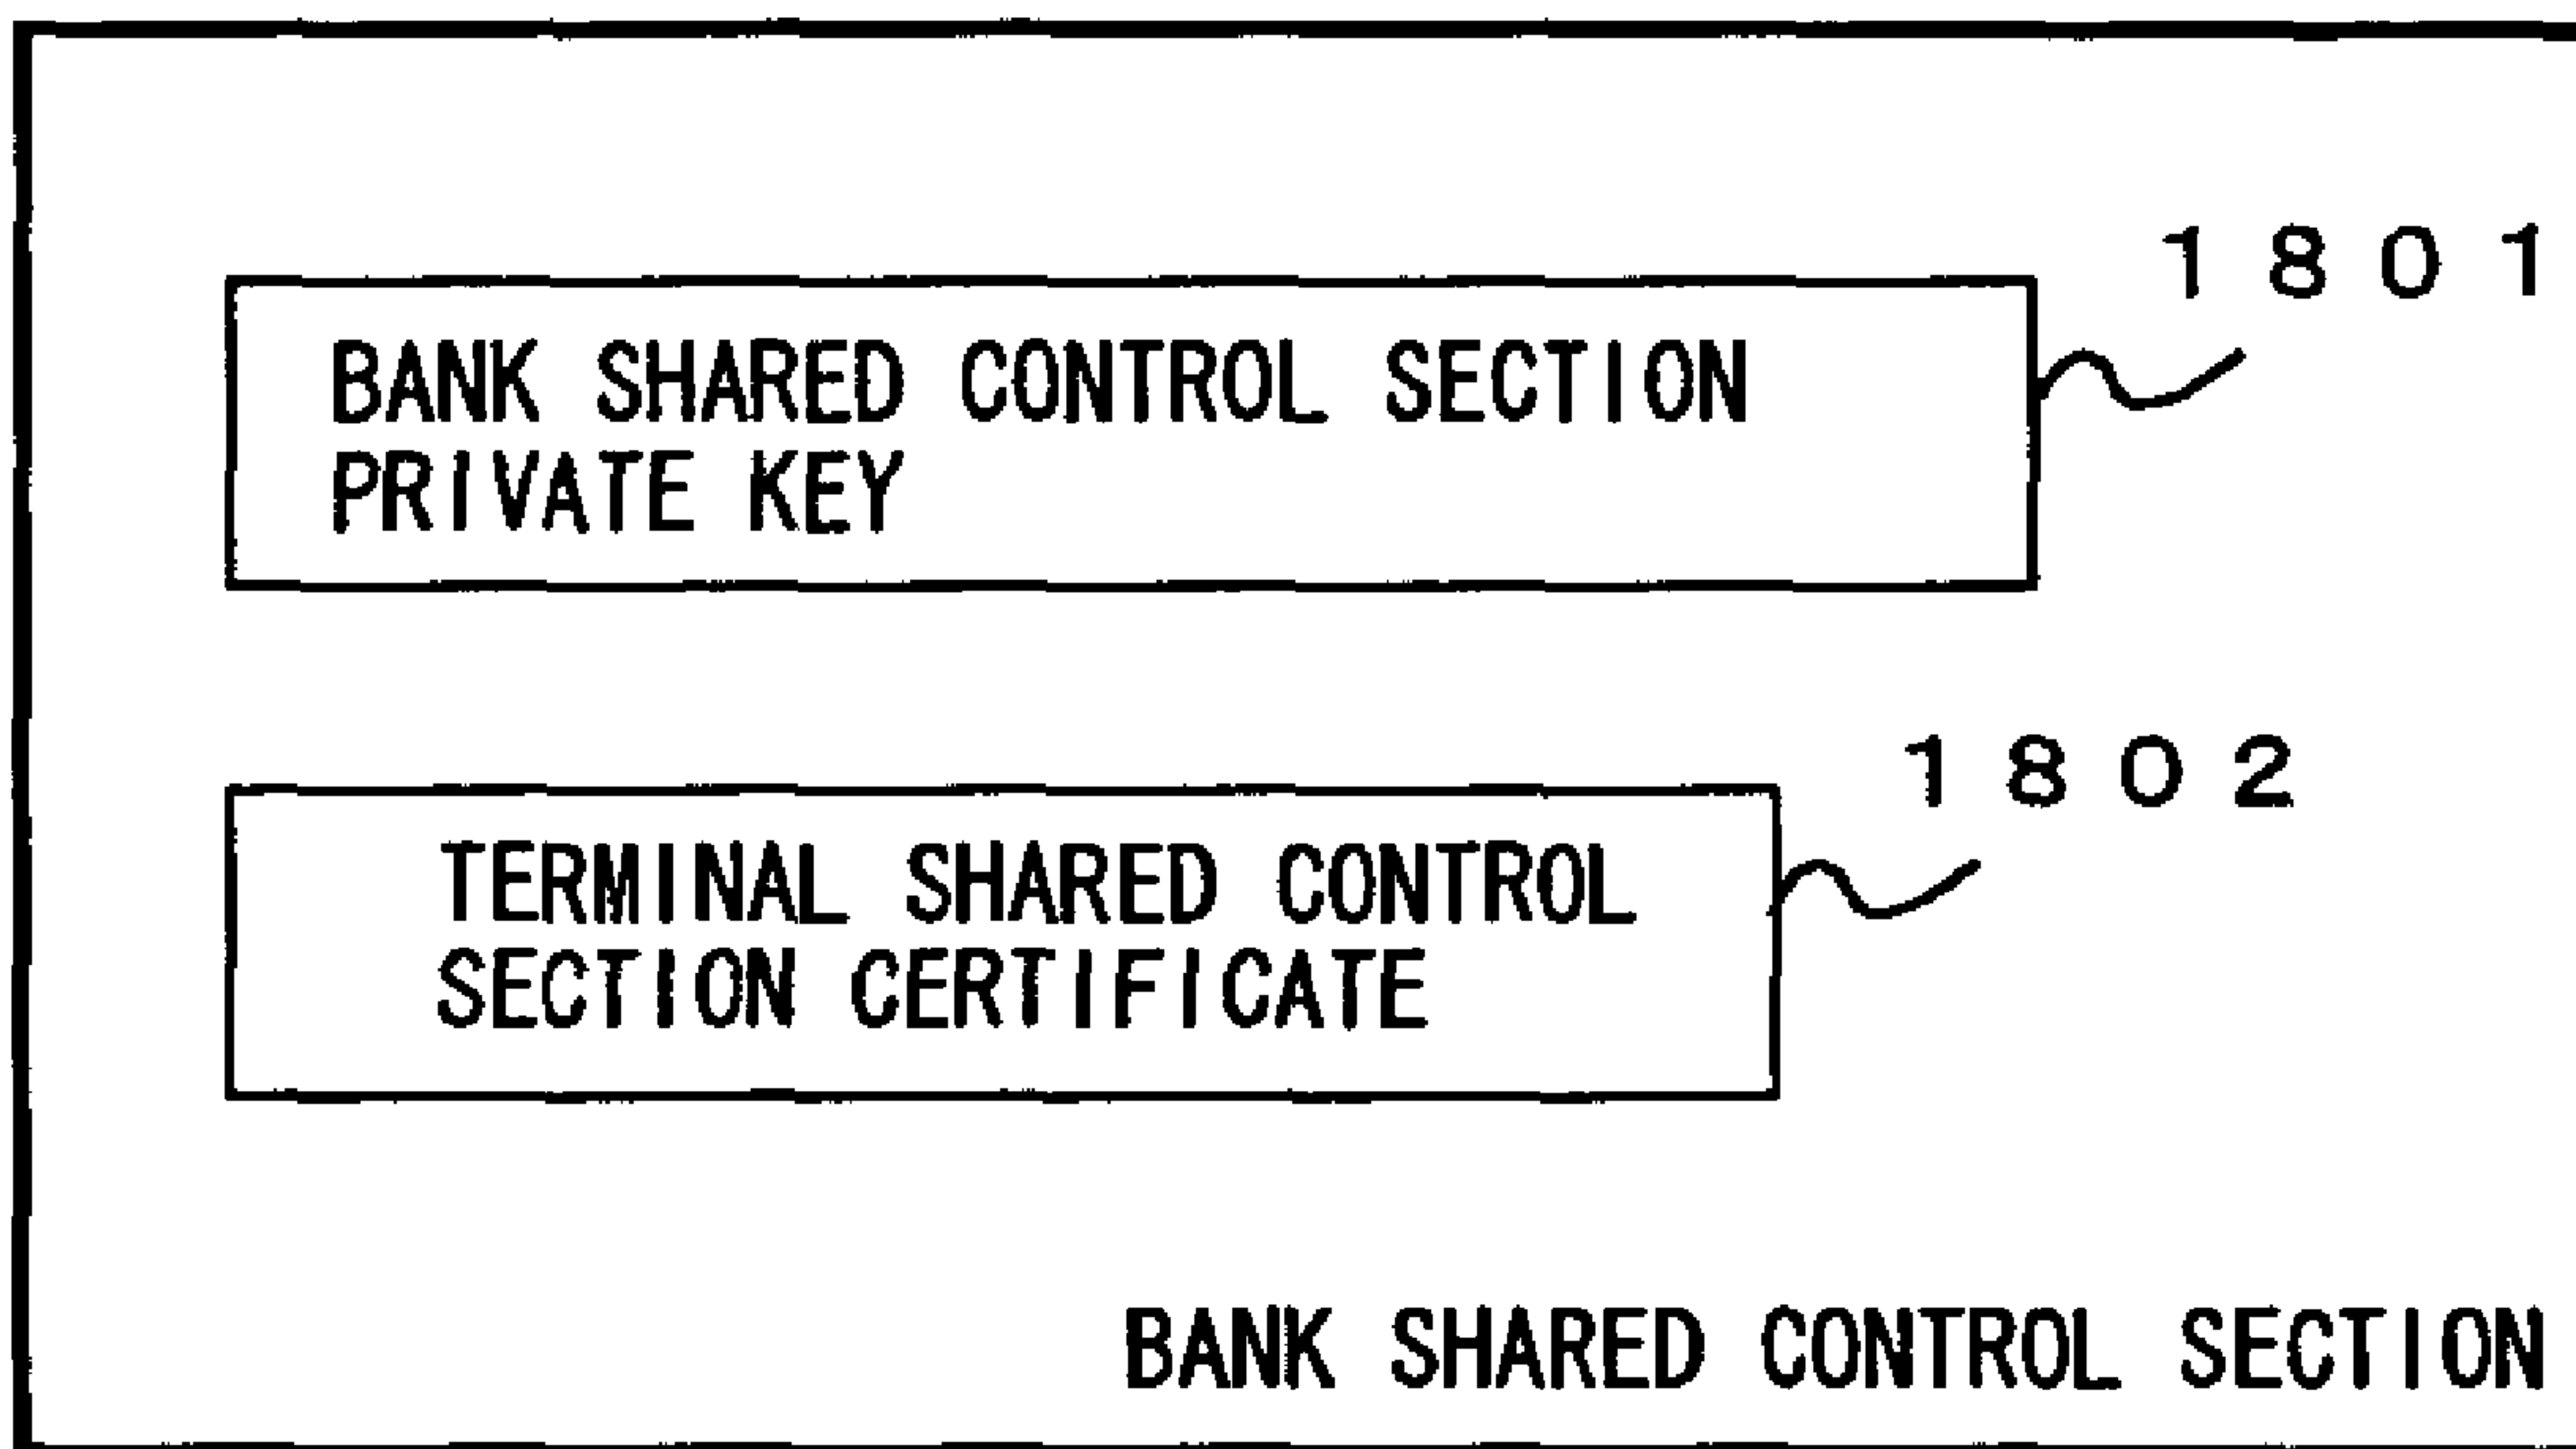 1801
BANK SHARED CONTROL SECTION
PRIVATE KEY
1802
TERMINAL SHARED CONTROL
SECTION CERTIFICATE
BANK SHARED CONTROL SECTION